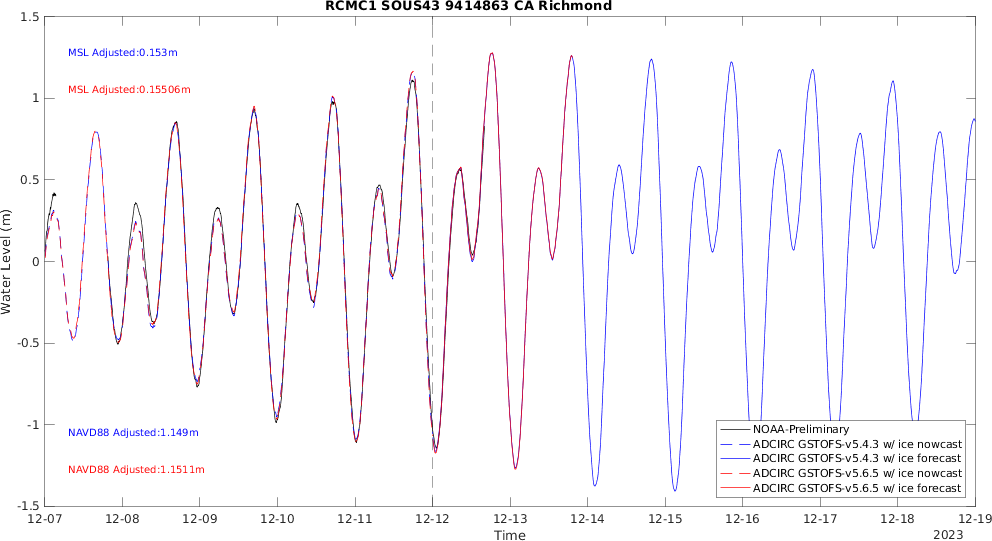 RCMC1 SOUS43 9414863 CA Richmond
MSL Adjusted:0.153m
MSL Adjusted:0.15506m
NAVD88 Adjusted:1.149m
NAVD88 Adjusted:1.1511m
Water Level (m)
1.5
1
0.5
0
-0.5
-1
-1.5
NOAA-Preliminary
ADCIRC GSTOFS-v5.4.3 w/ ice nowcast
ADCIRC GSTOFS-v5.4.3 w/ ice forecast
ADCIRC GSTOFS-v5.6.5 w/ ice nowcast
ADCIRC GSTOFS-v5.6.5 w/ ice forecast
12-07 12-08 12-09 12-10 12-11 12-12 12-13 12-14 12-15 12-16 12-17 12-18 12-19
Time
2023